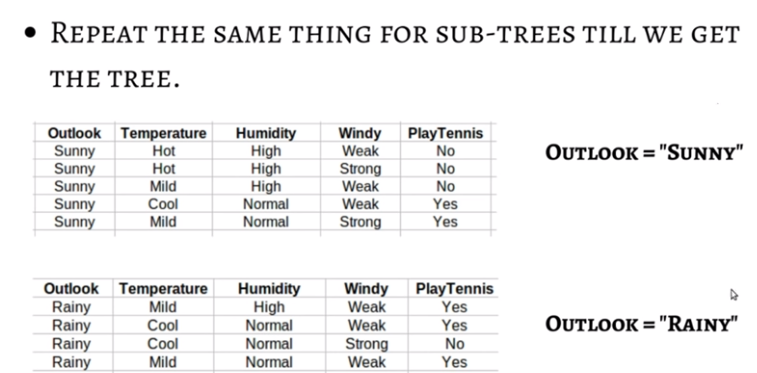 • Repeat the same thing for sub-trees till we get
the tree.
Outlook Temperature Humidity Windy PlayTennis
Sunny Hot High Weak No
Sunny Hot High Strong No
Sunny Mild High Weak No
Sunny Cool Normal Weak Yes
Sunny Mild Normal Strong Yes
Outlook = "Sunny"
Outlook Temperature Humidity Windy PlayTennis
Rainy Mild High Weak Yes
Rainy Cool Normal Weak Yes
Rainy Cool Normal Strong No
Rainy Mild Normal Weak Yes
Outlook = "Rainy"